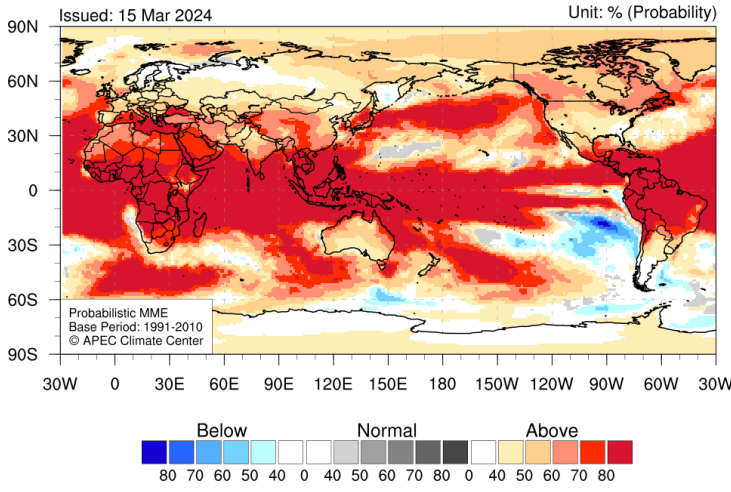 Issued: 15 Mar 2024 Unit: % (Probability)
90N
60N
30N
0
30S
60S
90S
Probabilistic MME
Base Period: 1991-2010
© APEC Climate Center
30W 0 30E 60E 90E 120E 150E 180 150W 120W 90W 60W 30W
Below Normal Above
80 70 60 50 40 0 40 50 60 70 80 0 40 50 60 70 80